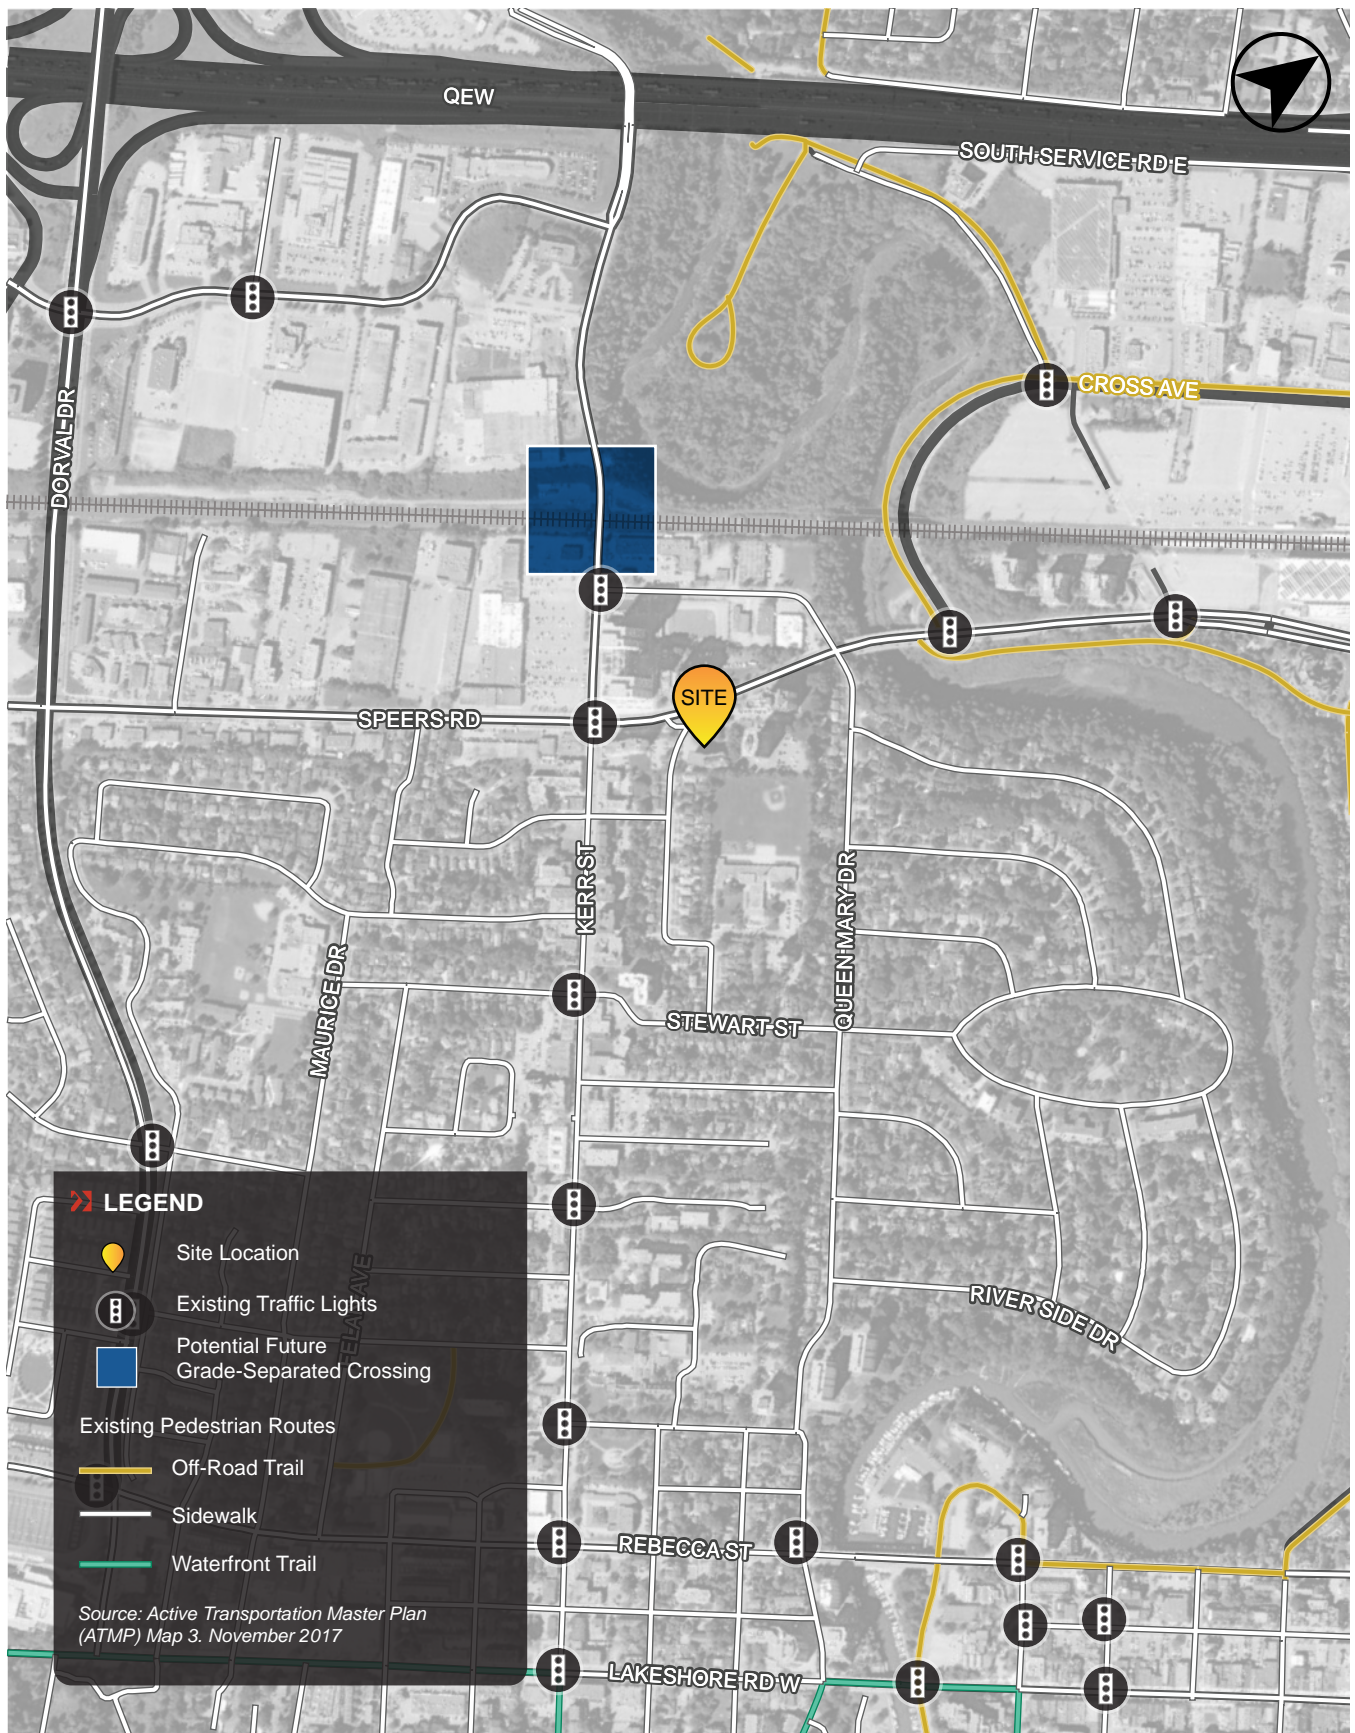 QEW
SOUTH SERVICE RD E
CROSS AVE
DORVAL DR
SITE
SPEERS RD
KERR ST
QUEEN MARY DR
MAURICE DR
STEWART ST
RIVER SIDE DR
REBECCA ST
LAKESHORE RD W
LEGEND
Site Location
Existing Traffic Lights
Potential Future
Grade-Separated Crossing
Existing Pedestrian Routes
Off-Road Trail
Sidewalk
Waterfront Trail
Source: Active Transportation Master Plan
(ATMP) Map 3. November 2017